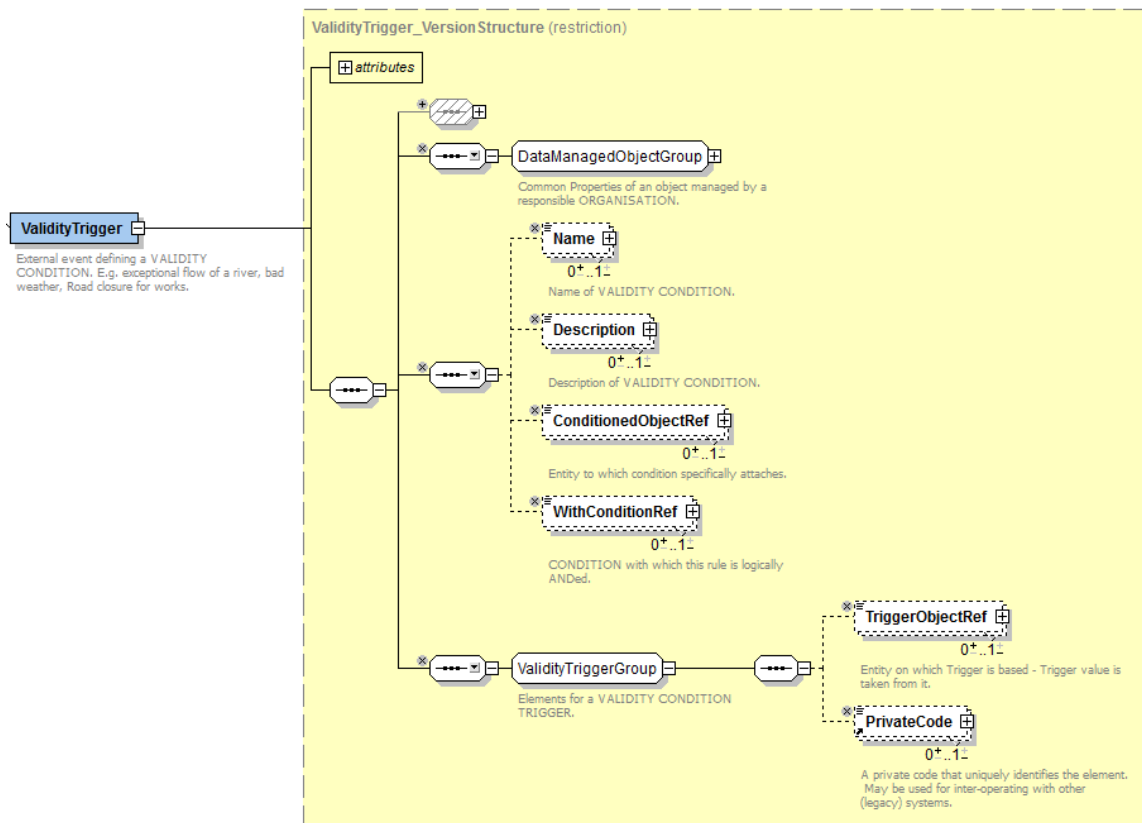 ValidityTrigger_VersionStructure (restriction)
attributes
DataManagedObjectGroup
Common Properties of an object managed by a
responsible ORGANISATION.
ValidityTrigger
External event defining a VALIDITY
CONDITION. E.g. exceptional flow of a river, bad
weather, Road closure for works.
Name
0..1
Name of VALIDITY CONDITION.
Description
0..1
Description of VALIDITY CONDITION.
ConditionedObjectRef
0..1
Entity to which condition specifically attaches.
WithConditionRef
0..1
CONDITION with which this rule is logically
ANDed.
ValidityTriggerGroup
Elements for a VALIDITY CONDITION
TRIGGER.
TriggerObjectRef
0..1
Entity on which Trigger is based - Trigger value is
taken from it.
PrivateCode
0..1
A private code that uniquely identifies the element.
May be used for inter-operating with other
(legacy) systems.